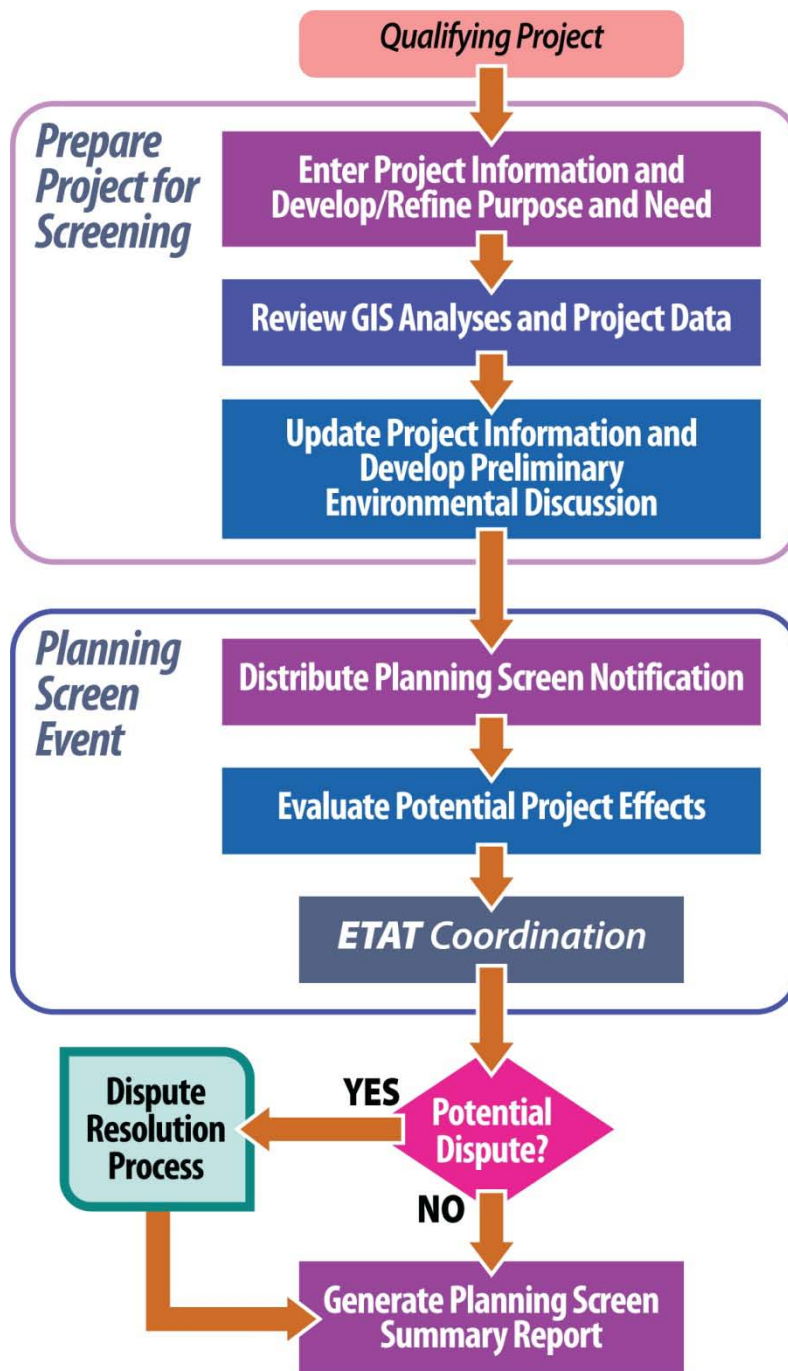 Qualifying Project
Prepare
Project for
Screening
Enter Project Information and
Develop/Refine Purpose and Need
Review GIS Analyses and Project Data
Update Project Information and
Develop Preliminary
Environmental Discussion
Planning
Screen
Event
Distribute Planning Screen Notification
Evaluate Potential Project Effects
ETAT Coordination
Potential
Dispute?
YES
Dispute
Resolution
Process
NO
Generate Planning Screen
Summary Report